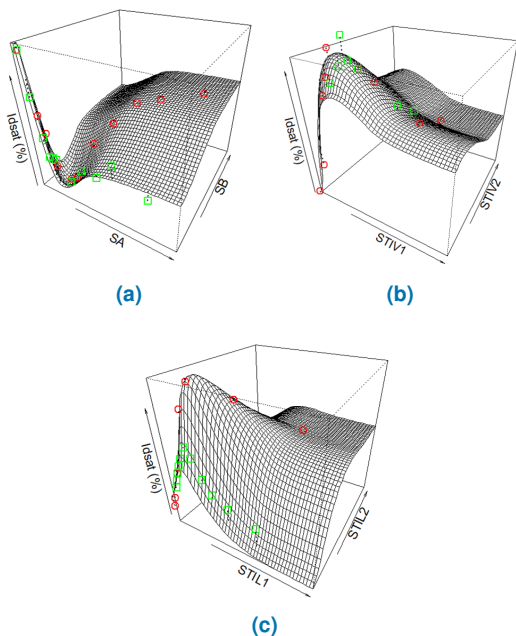 Idsat (%)
SA
SB
(a)
Idsat (%)
STIV1
STIV2
(b)
Idsat (%)
STIL1
STIL2
(c)